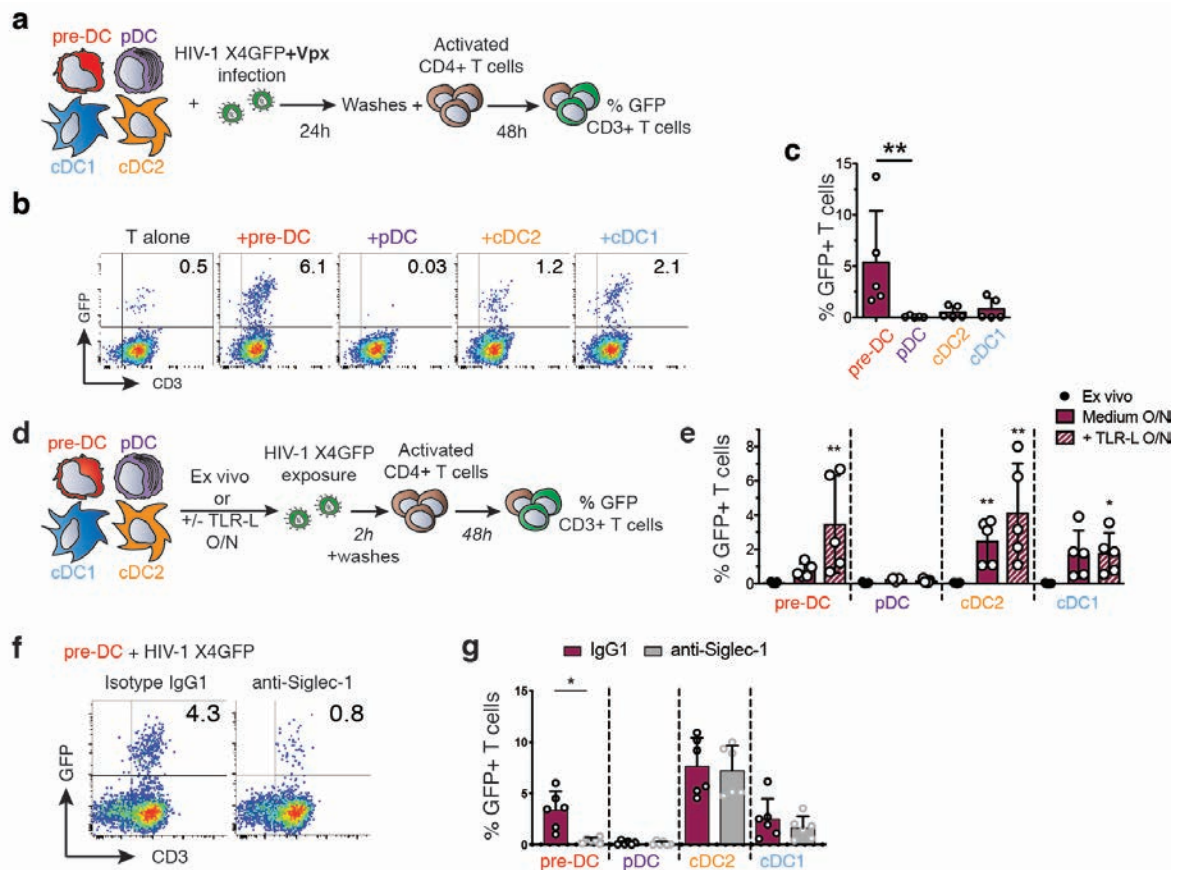 a
pre-DC pDC
cDC1 cDC2
+
HIV-1 X4GFP+Vpx
infection
24h
Washes +
Activated
CD4+ T cells
48h
% GFP
CD3+ T cells
b
T alone +pre-DC +pDC +cDC2 +cDC1
0.5 6.1 0.03 1.2 2.1
GFP
CD3
c
**
% GFP+ T cells
15
10
5
0
pre-DC pDC cDC2 cDC1
d
pre-DC pDC
cDC1 cDC2
Ex vivo
or
+/- TLR-L
O/N
HIV-1 X4GFP
exposure
2h
+washes
Activated
CD4+ T cells
48h
% GFP
CD3+ T cells
e
Ex vivo
Medium O/N
+ TLR-L O/N
% GFP+ T cells
8
6
4
2
0
** ** ** *
pre-DC pDC cDC2 cDC1
f
pre-DC + HIV-1 X4GFP
Isotype IgG1 anti-Siglec-1
4.3 0.8
GFP
CD3
g
IgG1 anti-Siglec-1
% GFP+ T cells
15
10
5
0
*
pre-DC pDC cDC2 cDC1